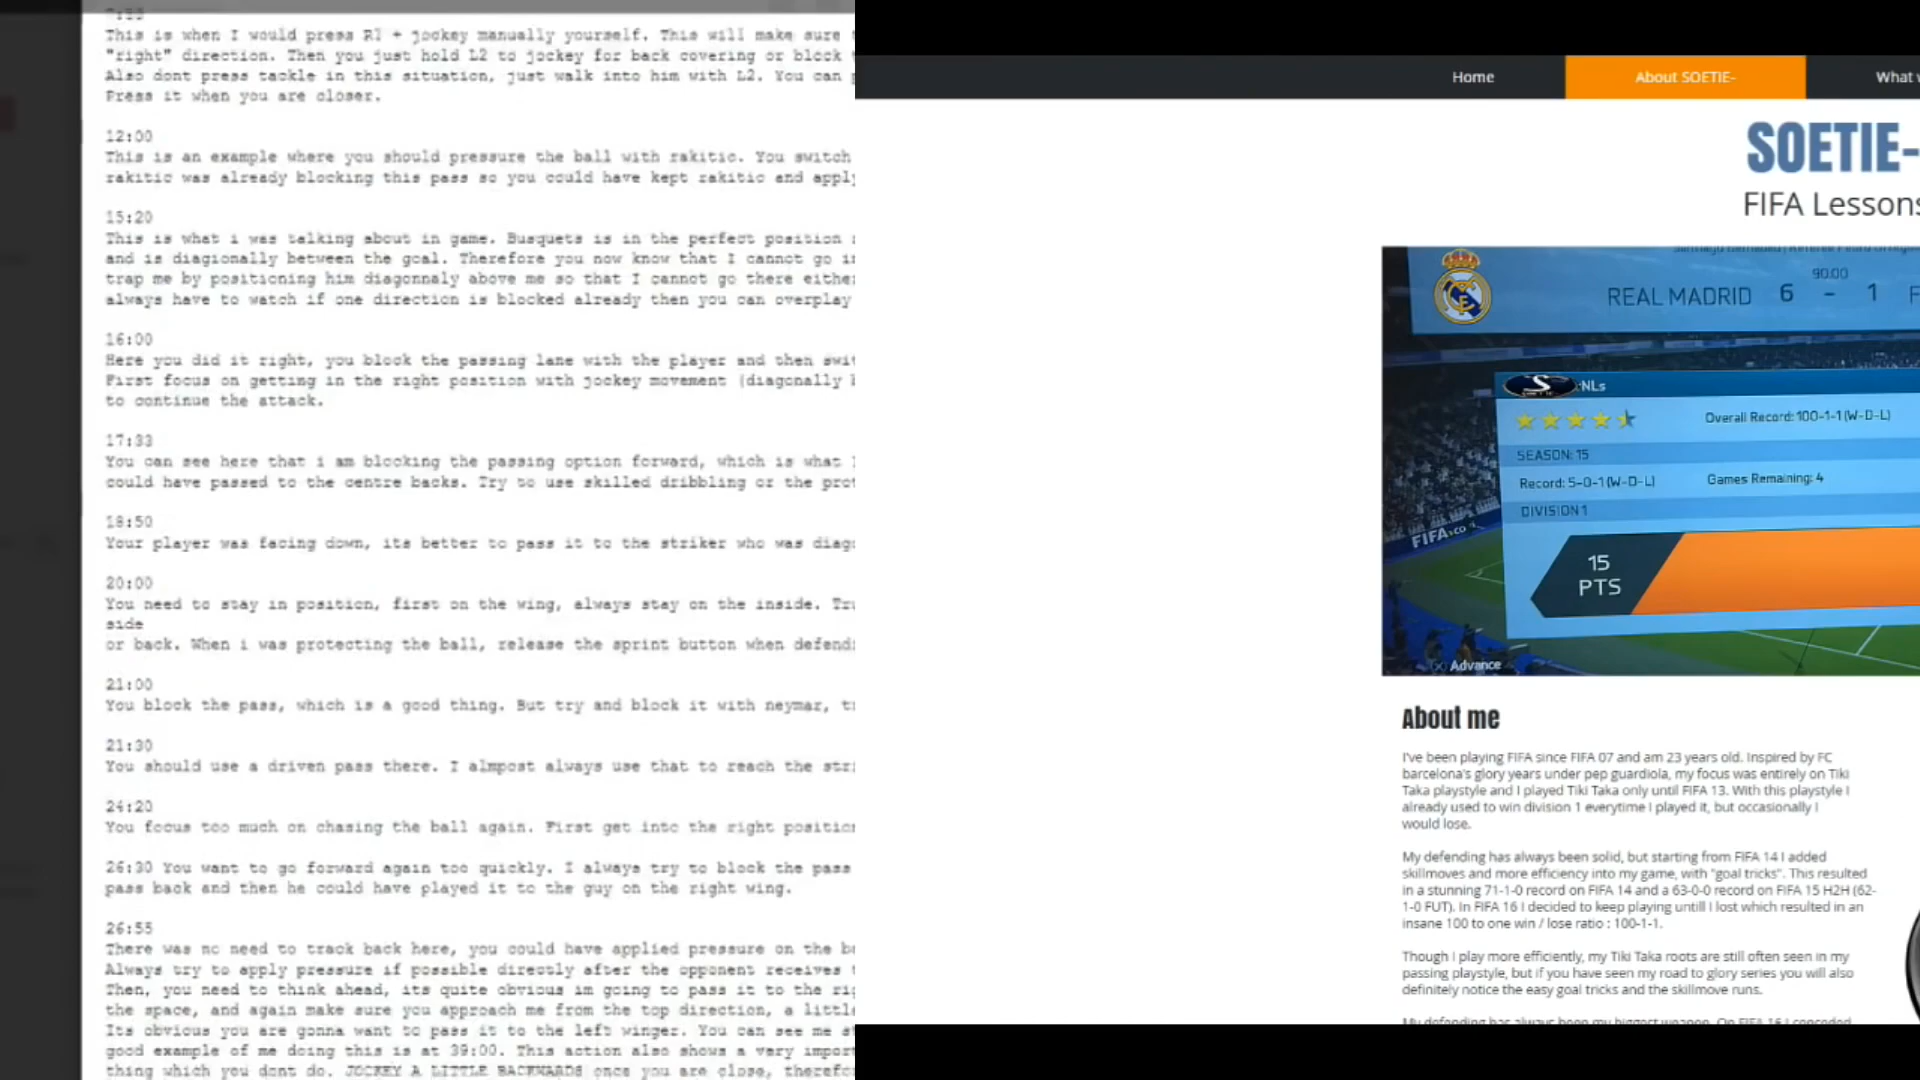 This is when I would press R1 + jockey manually yourself. This will make sure
"right" direction. Then you just hold L2 to jockey for back covering or block
Also dont press tackle in this situation, just walk into him with L2. You can
Press it when you are closer.
12:00
This is an example where you should pressure the ball with rakitic. You switch
rakitic was already blocking this pass so you could have kept rakitic and apply
15:20
This is what i was talking about in game. Busquets is in the perfect position
and is diagionally between the goal. Therefore you now know that I cannot go
trap me by positioning him diagonnaly above me so that I cannot go there either
always have to watch if one direction is blocked already then you can overplay
16:00
Here you did it right, you block the passing lane with the player and then
First focus on getting in the right position with jockey movement (diagonally
to continue the attack.
17:33
You can see here that i am blocking the passing option forward, which is what
could have passed to the centre backs. Try to use skilled dribbling or the
18:50
Your player was facing down, its better to pass it to the striker who was
20:00
You need to stay in position, first on the wing, always stay on the inside.
side
or back. When i was protecting the ball, release the sprint button when
21:00
You block the pass, which is a good thing. But try and block it with neymar,
21:30
You should use a driven pass there. I almpost always use that to reach the
24:20
You focus too much on chasing the ball again. First get into the right position
26:30 You want to go forward again too quickly. I always try to block the pass
pass back and then he could have played it to the guy on the right wing.
26:55
There was no need to track back here, you could have applied pressure on the
Always try to apply pressure if possible directly after the opponent receives
Then, you need to think ahead, its quite obvious im going to pass it to the
the space, and again make sure you approach me from the top direction, a little
Its obvious you are gonna want to pass it to the left winger. You can see me
good example of me doing this is at 39:00. This action also shows a very
thing which you dont do. JOCKEY A LITTLE BACKWARDS once you are close,
Home
About SOETIE-
What
SOETIE-
FIFA Lessons
90:00
REAL MADRID 6 - 1 F
S :NLs
Overall Record: 100-1-1 (W-D-L)
SEASON: 15
Record: 5-0-1 (W-D-L)
Games Remaining: 4
DIVISION 1
FIFA
15
PTS
Advance
About me
I've been playing FIFA since FIFA 07 and am 23 years old. Inspired by FC
barcelona's glory years under pep guardiola, my focus was entirely on Tiki
Taka playstyle and I played Tiki Taka only until FIFA 13. With this playstyle I
already used to win division 1 everytime I played it, but occasionally I
would lose.
My defending has always been solid, but starting from FIFA 14 I added
skillmoves and more efficiency into my game, with "goal tricks". This resulted
in a stunning 71-1-0 record on FIFA 14 and a 63-0-0 record on FIFA 15 H2H (62-
1-0 FUT). In FIFA 16 I decided to keep playing untill I lost which resulted in an
insane 100 to one win / lose ratio : 100-1-1.
Though I play more efficiently, my Tiki Taka roots are still often seen in my
passing playstyle, but if you have seen my road to glory series you will also
definitely notice the easy goal tricks and the skillmove runs.
My defending has always been my biggest weapon. On FIFA 16 I conceded